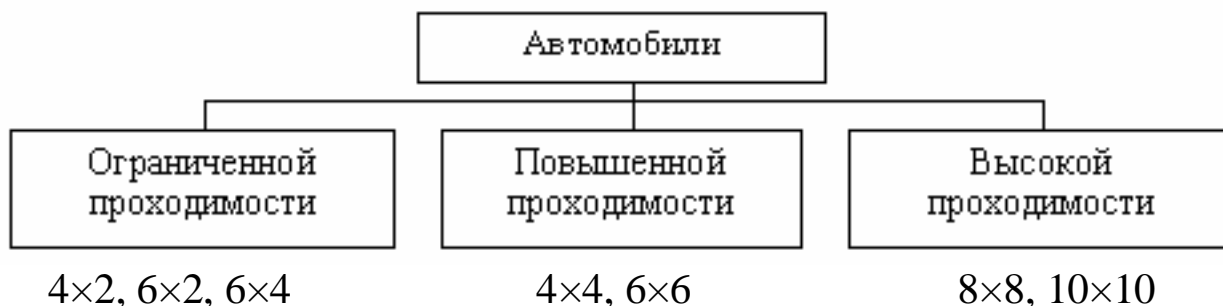 Автомобили
Ограниченной
проходимости
Повышенной
проходимости
Высокой
проходимости
4×2, 6×2, 6×4
4×4, 6×6
8×8, 10×10